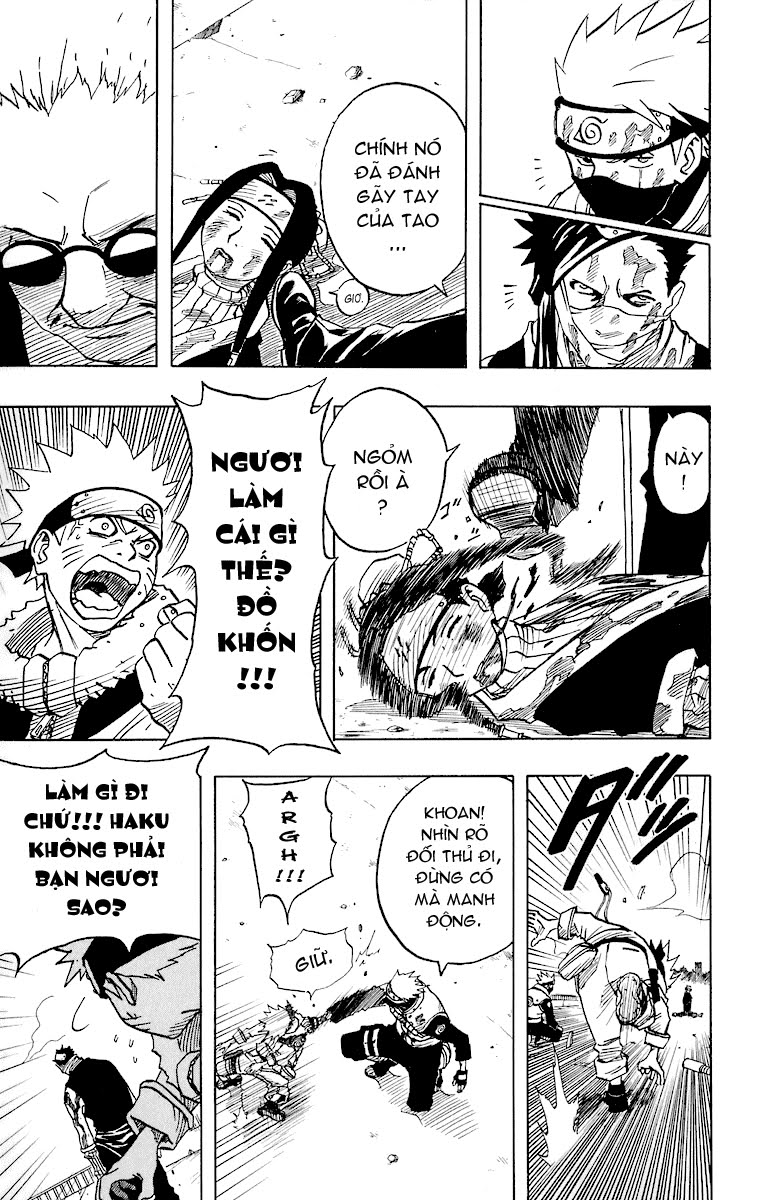 CHÍNH NÓ
ĐÃ ĐÁNH
GÃY TAY
CỦA TAO
...
GIƠ.
NÀY
!
NGỎM
RỒI À
?
NGƯƠI
LÀM
CÁI GÌ
THẾ?
ĐỒ
KHỐN
!!!
KHOAN!
NHÌN RÕ
ĐỐI THỦ ĐI,
ĐỪNG CÓ
MÀ MANH
ĐỘNG.
ARGH!!!
GIỮ.
LÀM GÌ ĐI
CHỨ!!! HAKU
KHÔNG PHẢI
BẠN NGƯƠI
SAO?